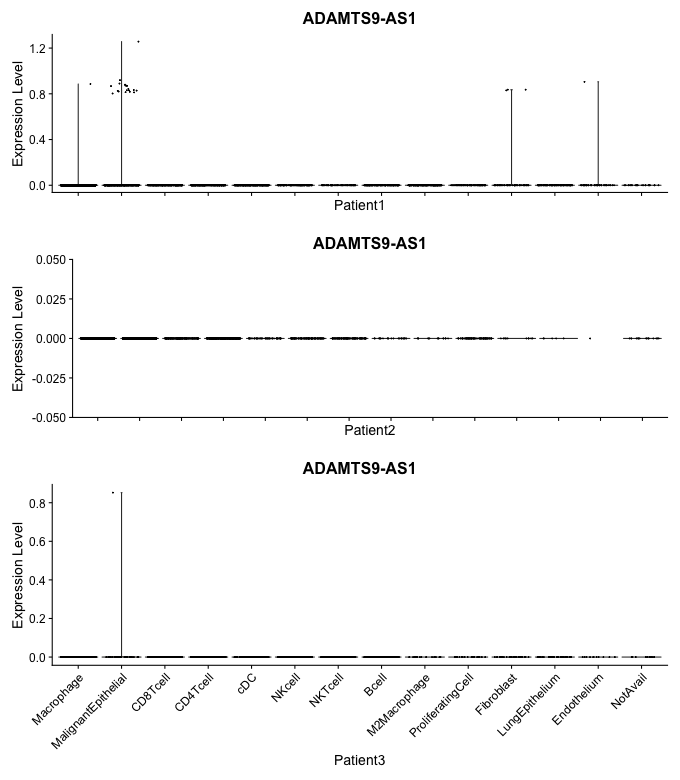 ADAMTS9-AS1
Expression Level
1.2
0.8
0.4
0.0
Patient1
ADAMTS9-AS1
Expression Level
0.050
0.025
0.000
-0.025
-0.050
Patient2
ADAMTS9-AS1
Expression Level
0.8
0.6
0.4
0.2
0.0
Macrophage
MalignantEpithelial
CD8Tcell
CD4Tcell
cDC
NKcell
NKTcell
Bcell
M2Macrophage
ProliferatingCell
Fibroblast
LungEpithelium
Endothelium
NotAvail
Patient3